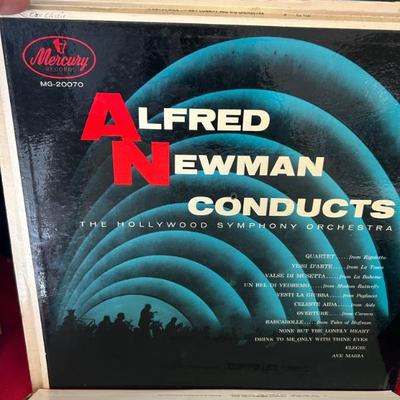 Mercury
RECORDS
MG-20070
ALFRED
NEWMAN
CONDUCTS
THE HOLLYWOOD SYMPHONY ORCHESTRA
QUARTET....from Rigoletto
VISSI D'ARTE....from La Tosca
VALSE DI MUSETTA....from La Boheme
UN BEL DI VEDREMO....from Madam Butterfly
VESTI LA GIUBBA....from Pagliacci
CELESTE AIDA....from Aida
OVERTURE....from Carmen
BARCAROLLE....from Tales of Hoffman
NONE BUT THE LONELY HEART
DRINK TO ME ONLY WITH THINE EYES
ELEGIE
AVE MARIA